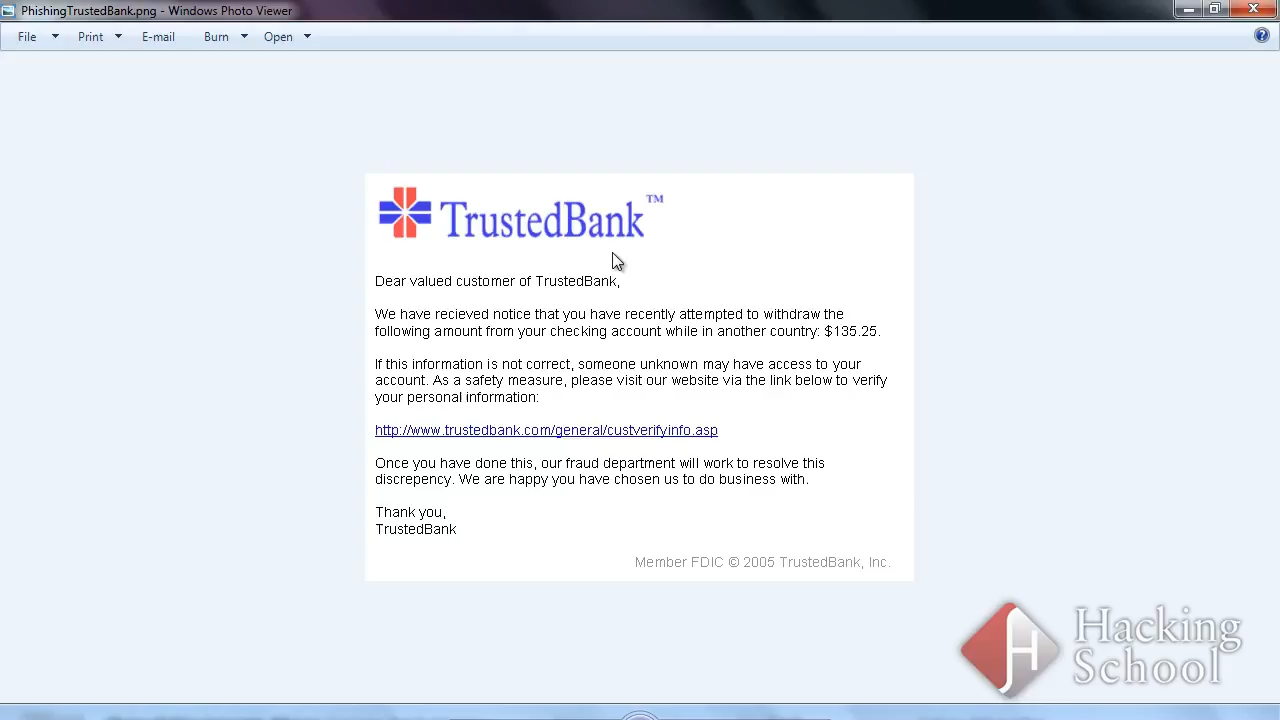 PhishingTrustedBank.png - Windows Photo Viewer
File Print E-mail Burn Open
TrustedBank™
Dear valued customer of TrustedBank,
We have recieved notice that you have recently attempted to withdraw the
following amount from your checking account while in another country: $135.25.
If this information is not correct, someone unknown may have access to your
account. As a safety measure, please visit our website via the link below to verify
your personal information:
http://www.trustedbank.com/general/custverifyinfo.asp
Once you have done this, our fraud department will work to resolve this
discrepency. We are happy you have chosen us to do business with.
Thank you,
TrustedBank
Member FDIC © 2005 TrustedBank, Inc.
Hacking
School